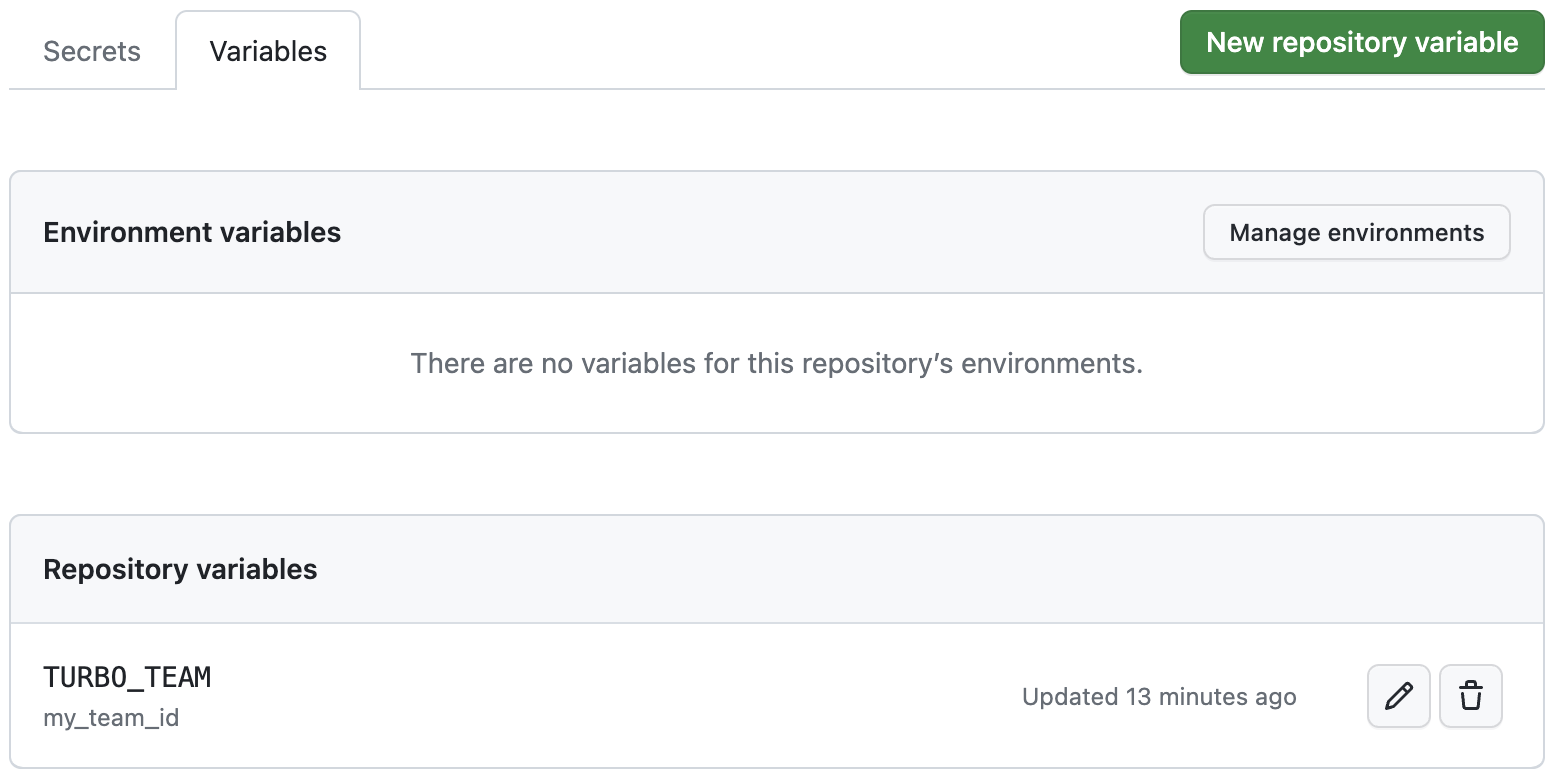 Secrets
Variables
New repository variable
Environment variables
Manage environments
There are no variables for this repository’s environments.
Repository variables
TURBO_TEAM
my_team_id
Updated 13 minutes ago